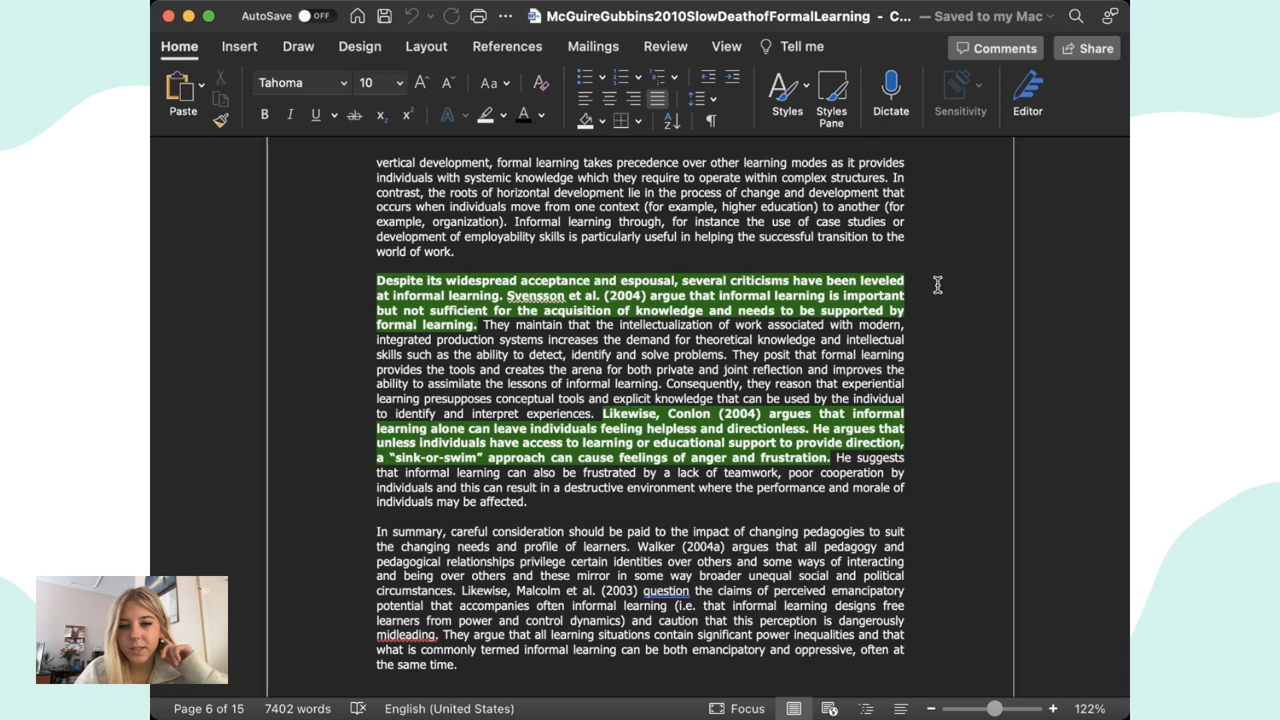 AutoSave OFF McGuireGubbins2010SlowDeathofFormalLearning - C... — Saved to my Mac
Home Insert Draw Design Layout References Mailings Review View Tell me Comments Share
Paste Tahoma 10 Aa Styles Styles Pane Dictate Sensitivity Editor
vertical development, formal learning takes precedence over other learning modes as it provides
individuals with systemic knowledge which they require to operate within complex structures. In
contrast, the roots of horizontal development lie in the process of change and development that
occurs when individuals move from one context (for example, higher education) to another (for
example, organization). Informal learning through, for instance the use of case studies or
development of employability skills is particularly useful in helping the successful transition to the
world of work.
Despite its widespread acceptance and espousal, several criticisms have been leveled
at informal learning. Svensson et al. (2004) argue that informal learning is important
but not sufficient for the acquisition of knowledge and needs to be supported by
formal learning. They maintain that the intellectualization of work associated with modern,
integrated production systems increases the demand for theoretical knowledge and intellectual
skills such as the ability to detect, identify and solve problems. They posit that formal learning
provides the tools and creates the arena for both private and joint reflection and improves the
ability to assimilate the lessons of informal learning. Consequently, they reason that experiential
learning presupposes conceptual tools and explicit knowledge that can be used by the individual
to identify and interpret experiences. Likewise, Conlon (2004) argues that informal
learning alone can leave individuals feeling helpless and directionless. He argues that
unless individuals have access to learning or educational support to provide direction,
a “sink-or-swim” approach can cause feelings of anger and frustration. He suggests
that informal learning can also be frustrated by a lack of teamwork, poor cooperation by
individuals and this can result in a destructive environment where the performance and morale of
individuals may be affected.
In summary, careful consideration should be paid to the impact of changing pedagogies to suit
the changing needs and profile of learners. Walker (2004a) argues that all pedagogy and
pedagogical relationships privilege certain identities over others and some ways of interacting
and being over others and these mirror in some way broader unequal social and political
circumstances. Likewise, Malcolm et al. (2003) question the claims of perceived emancipatory
potential that accompanies often informal learning (i.e. that informal learning designs free
learners from power and control dynamics) and caution that this perception is dangerously
midleading. They argue that all learning situations contain significant power inequalities and that
what is commonly termed informal learning can be both emancipatory and oppressive, often at
the same time.
Page 6 of 15 7402 words English (United States) Focus 122%